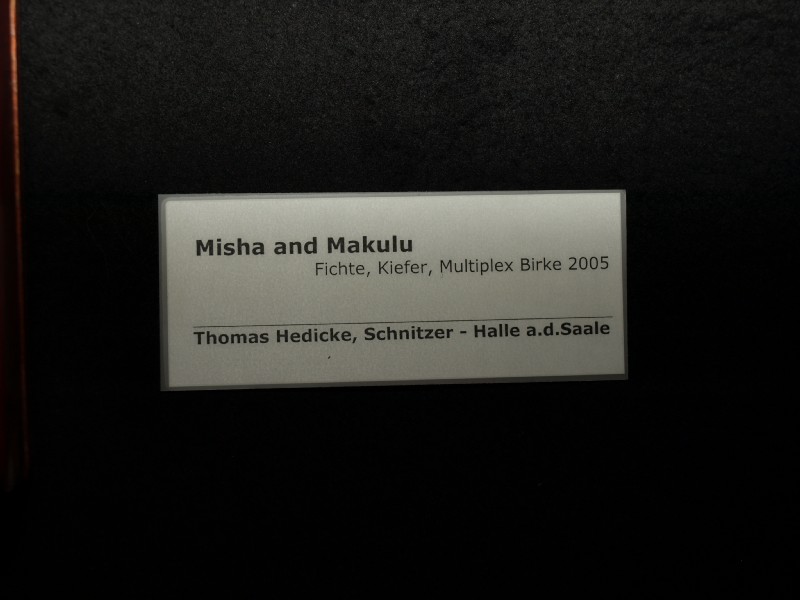 Misha and Makulu
Fichte, Kiefer, Multiplex Birke 2005
Thomas Hedicke, Schnitzer - Halle a.d.Saale